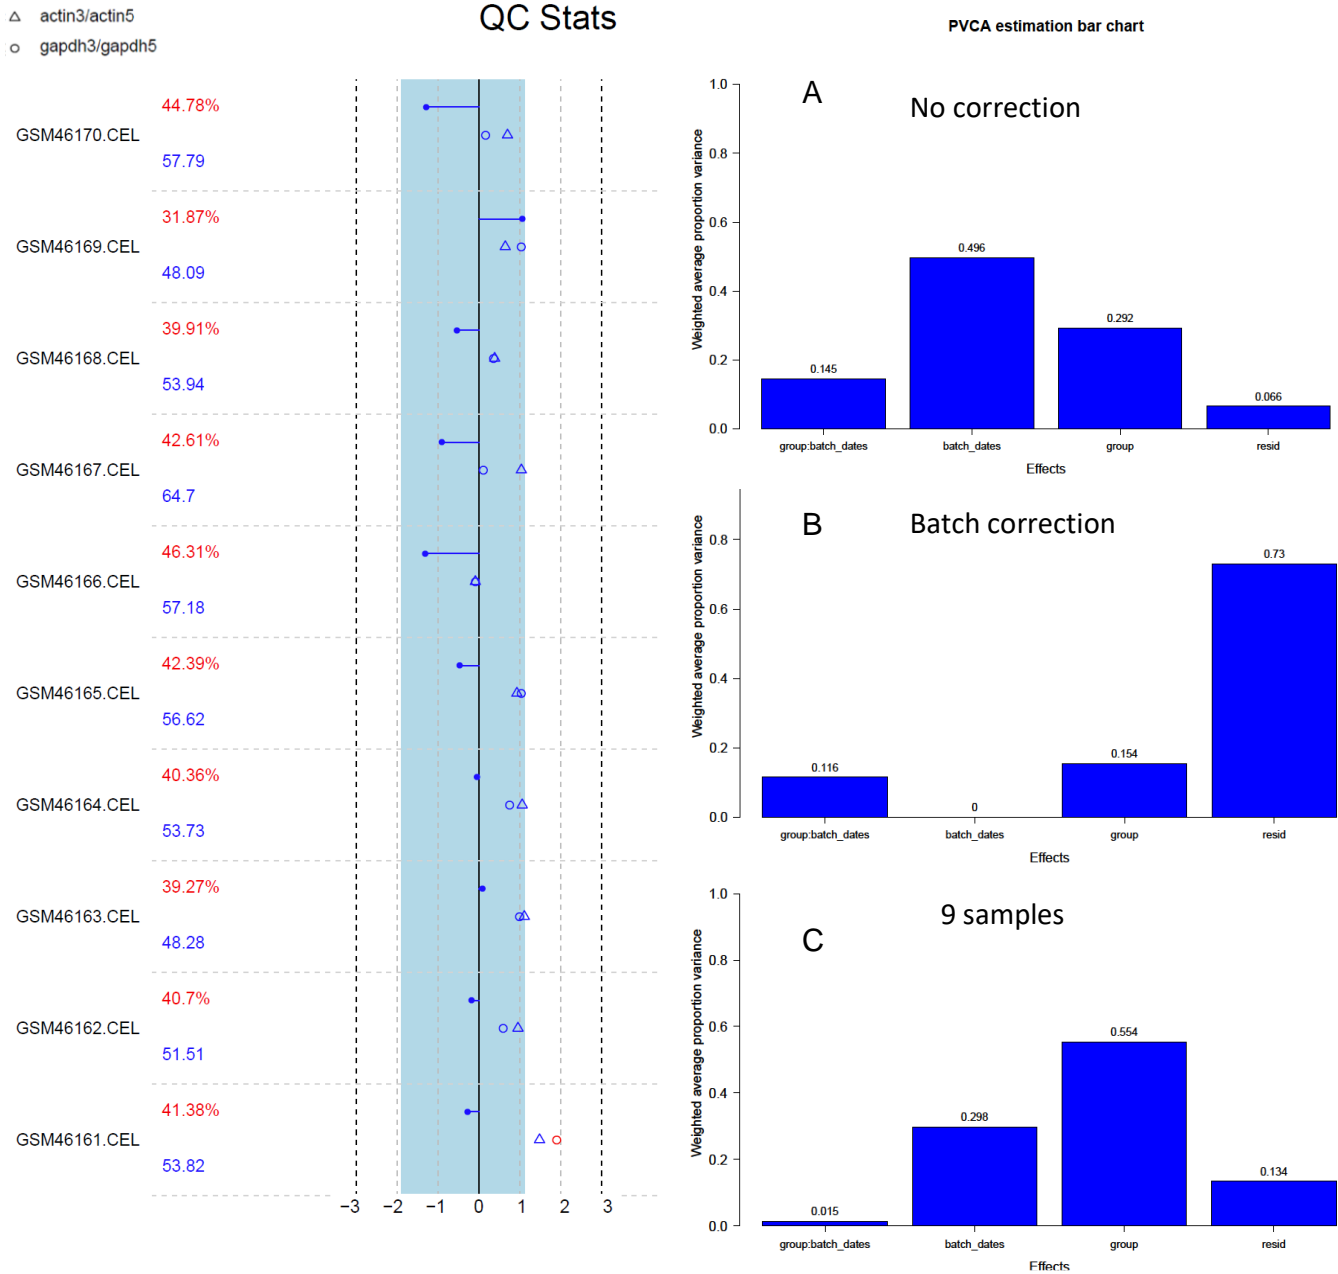 actin3/actin5
gapdh3/gapdh5
QC Stats
GSM46170.CEL
44.78%
57.79
GSM46169.CEL
31.87%
48.09
GSM46168.CEL
39.91%
53.94
GSM46167.CEL
42.61%
64.7
GSM46166.CEL
46.31%
57.18
GSM46165.CEL
42.39%
56.62
GSM46164.CEL
40.36%
53.73
GSM46163.CEL
39.27%
48.28
GSM46162.CEL
40.7%
51.51
GSM46161.CEL
41.38%
53.82
−3 −2 −1 0 1 2 3
PVCA estimation bar chart
A
No correction
Weighted average proportion variance
1.0
0.8
0.6
0.4
0.2
0.0
0.145
0.496
0.292
0.066
group:batch_dates batch_dates group resid
Effects
B
Batch correction
Weighted average proportion variance
0.8
0.6
0.4
0.2
0.0
0.116
0
0.154
0.73
group:batch_dates batch_dates group resid
Effects
C
9 samples
Weighted average proportion variance
1.0
0.8
0.6
0.4
0.2
0.0
0.015
0.298
0.554
0.134
group:batch_dates batch_dates group resid
Effects